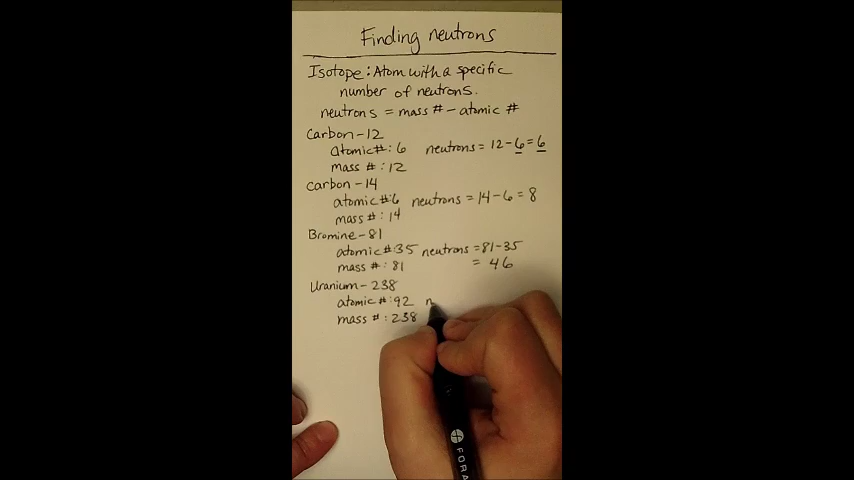 Finding neutrons
Isotope: Atom with a specific
number of neutrons.
neutrons = mass # - atomic #
Carbon-12
atomic #: 6 neutrons = 12-6=6
mass #: 12
Carbon-14
atomic #: 6 neutrons = 14-6 = 8
mass #: 14
Bromine-81
atomic #: 35 neutrons = 81-35
mass #: 81 = 46
Uranium-238
atomic #: 92 n
mass #: 238
FORA